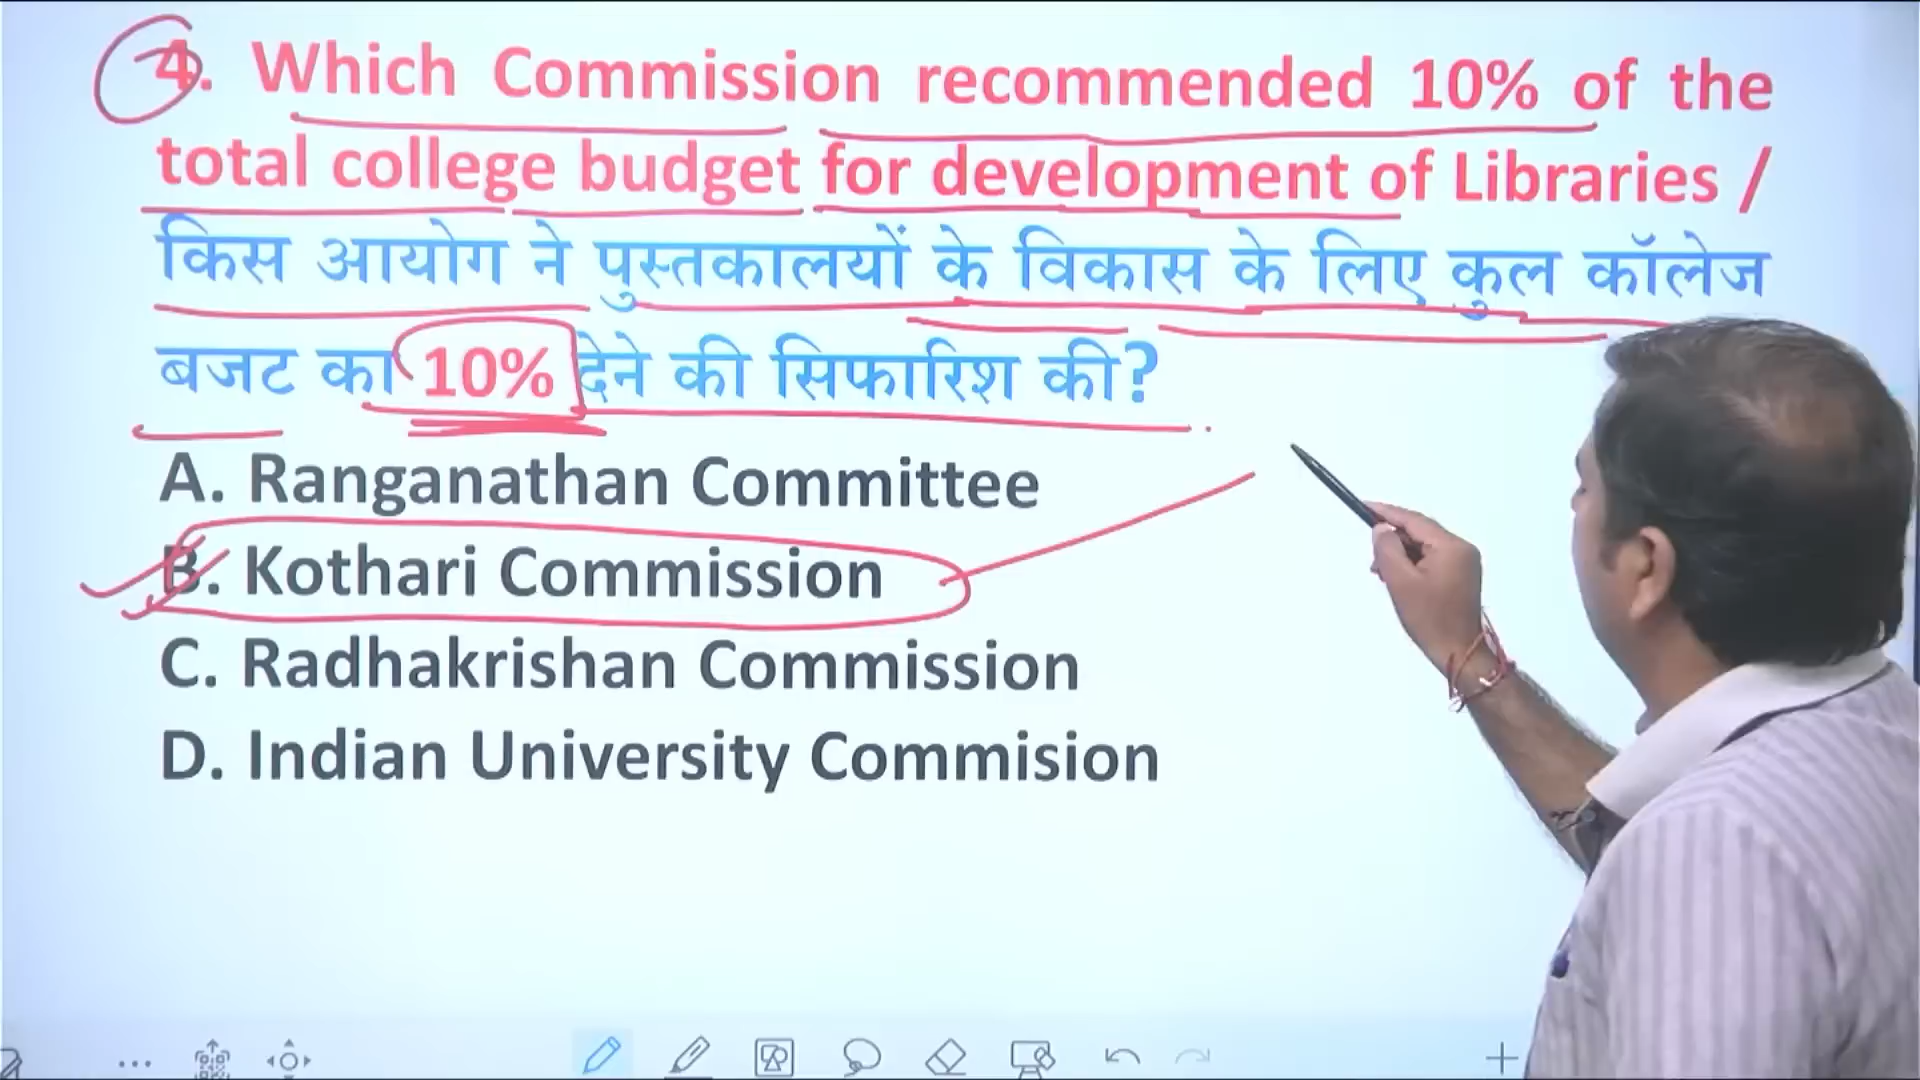 4. Which Commission recommended 10% of the
total college budget for development of Libraries /
किस आयोग ने पुस्तकालयों के विकास के लिए कुल कॉलेज
बजट का 10% देने की सिफारिश की?
A. Ranganathan Committee
B. Kothari Commission
C. Radhakrishan Commission
D. Indian University Commision